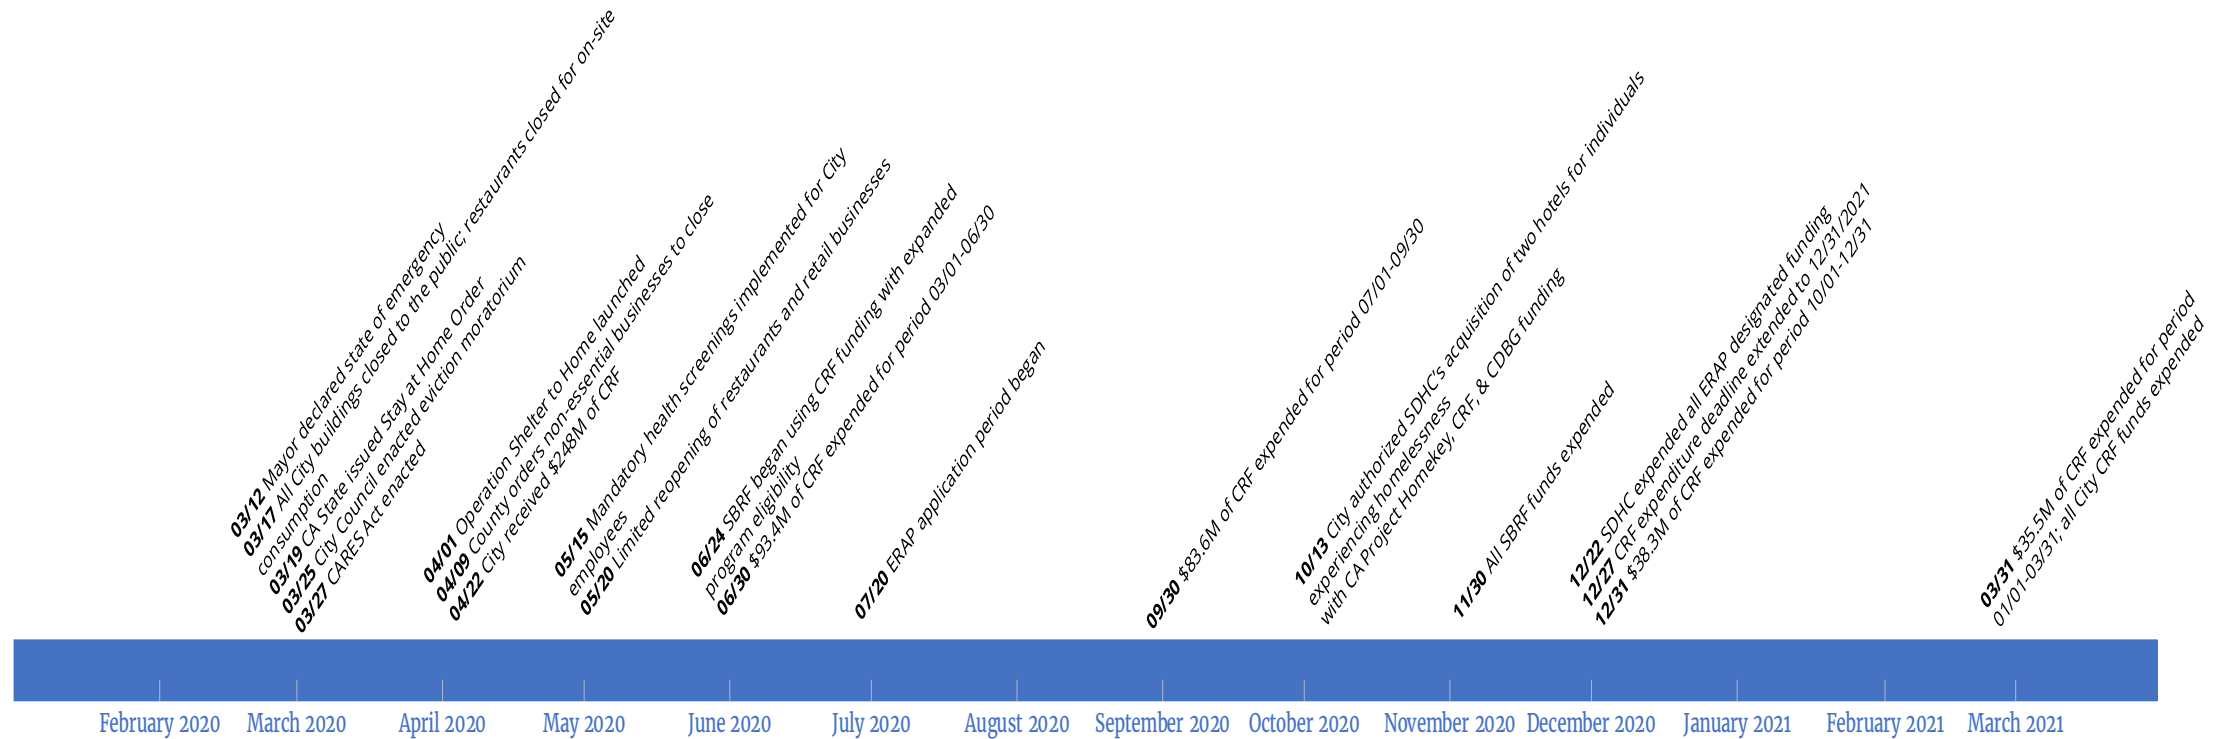 03/12 Mayor declared state of emergency
03/17 All City buildings closed to the public; restaurants closed for on-site
consumption
03/19 CA State issued Stay at Home Order
03/25 City Council enacted eviction moratorium
03/27 CARES Act enacted
04/01 Operation Shelter to Home launched
04/09 County orders non-essential businesses to close
04/22 City received $248M of CRF
05/15 Mandatory health screenings implemented for City
employees
05/20 Limited reopening of restaurants and retail businesses
06/24 SBRF began using CRF funding with expanded
program eligibility
06/30 $93.4M of CRF expended for period 03/01-06/30
07/20 ERAP application period began
09/30 $83.6M of CRF expended for period 07/01-09/30
10/13 City authorized SDHC's acquisition of two hotels for individuals
experiencing homelessness
with CA Project Homekey, CRF, & CDBG funding
11/30 All SBRF funds expended
12/22 SDHC expended all ERAP designated funding
12/27 CRF expenditure deadline extended to 12/31/2021
12/31 $38.3M of CRF expended for period 10/01-12/31
03/31 $35.5M of CRF expended for period
01/01-03/31; all City CRF funds expended
February 2020
March 2020
April 2020
May 2020
June 2020
July 2020
August 2020
September 2020
October 2020
November 2020
December 2020
January 2021
February 2021
March 2021